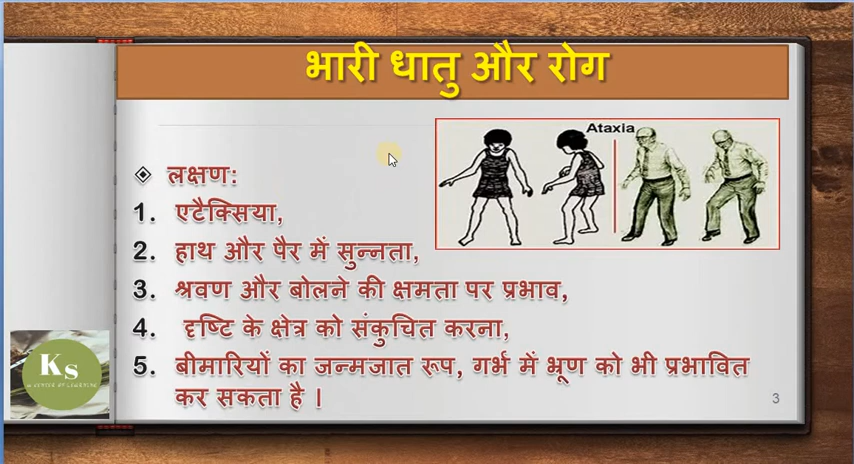 भारी धातु और रोग
Ataxia
❖ लक्षण:
1. एटैक्सिया,
2. हाथ और पैर में सुन्नता,
3. श्रवण और बोलने की क्षमता पर प्रभाव,
4. दृष्टि के क्षेत्र को संकुचित करना,
5. बीमारियों का जन्मजात रूप, गर्भ में भ्रूण को भी प्रभावित
कर सकता है ।
Ks
3